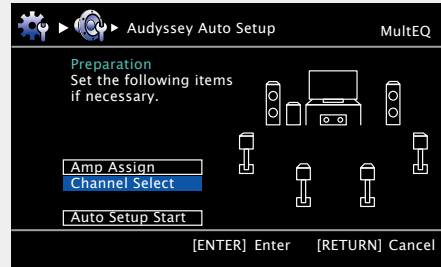 Audyssey Auto Setup
MultEQ
Preparation
Set the following items
if necessary.
Amp Assign
Channel Select
Auto Setup Start
[ENTER] Enter [RETURN] Cancel